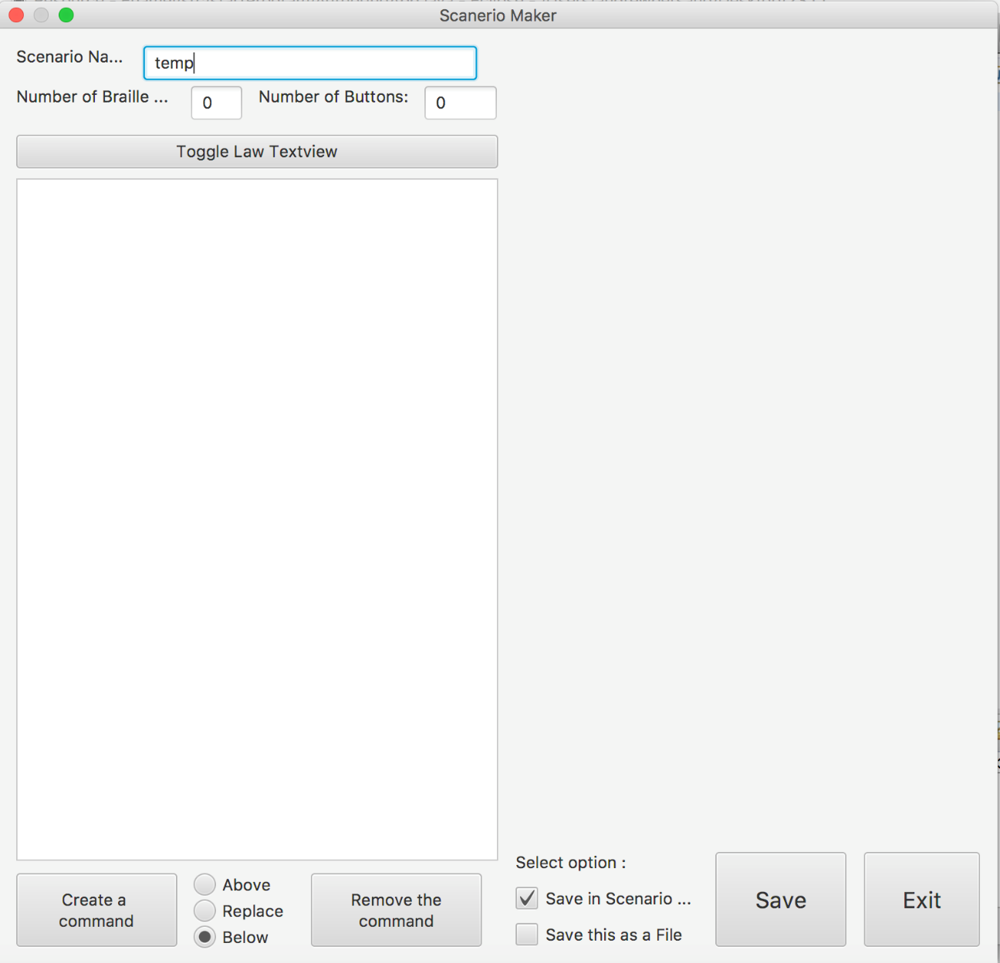 Scanerio Maker
Scenario Na...
temp
Number of Braille ...
0
Number of Buttons:
0
Toggle Law Textview
Create a
command
Above
Replace
Below
Remove the
command
Select option :
Save in Scenario ...
Save this as a File
Save
Exit